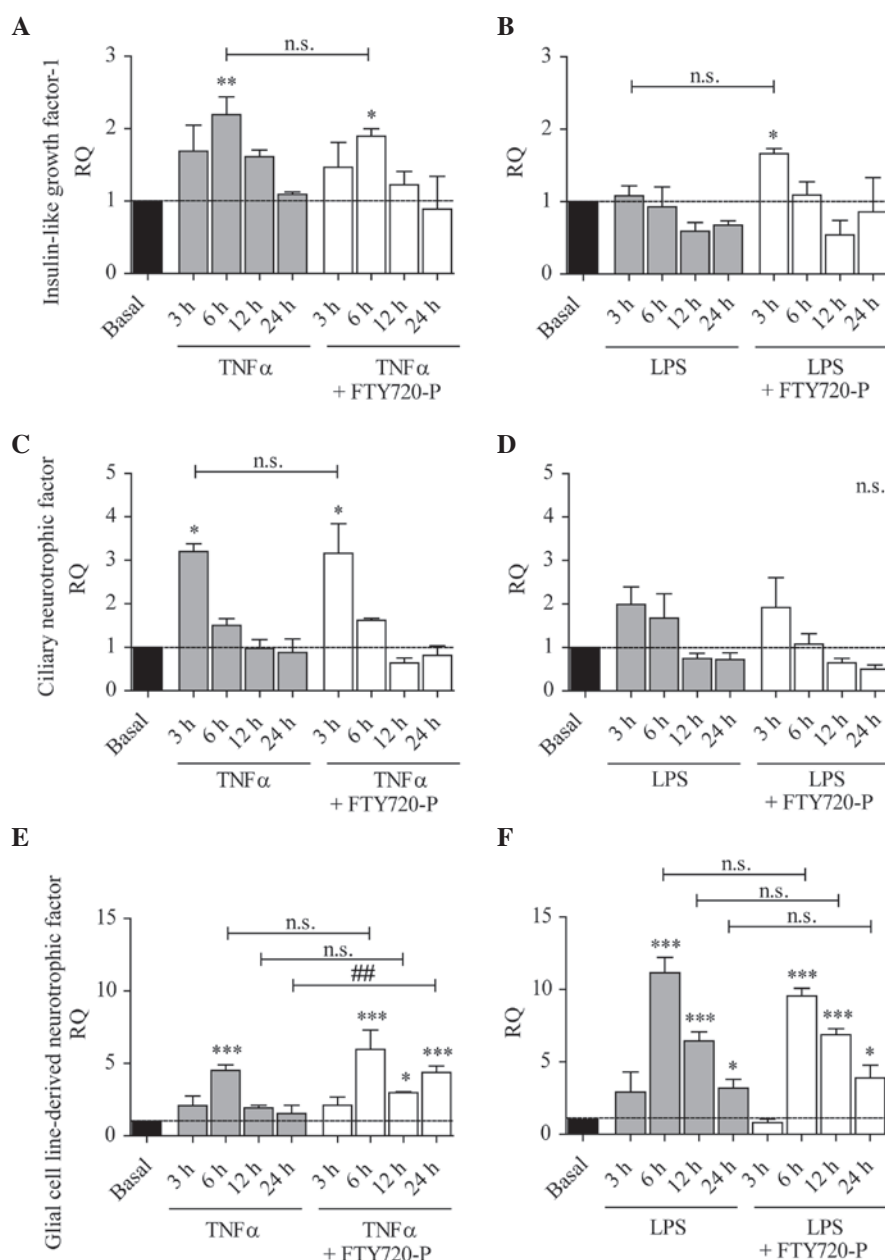 A
Insulin-like growth factor-1
RQ
3
2
1
0
n.s.
**
*
Basal
3 h
6 h
12 h
24 h
3 h
6 h
12 h
24 h
TNFα
TNFα
+ FTY720-P
B
RQ
3
2
1
0
n.s.
*
Basal
3 h
6 h
12 h
24 h
3 h
6 h
12 h
24 h
LPS
LPS
+ FTY720-P
C
Ciliary neurotrophic factor
RQ
5
4
3
2
1
0
n.s.
*
*
Basal
3 h
6 h
12 h
24 h
3 h
6 h
12 h
24 h
TNFα
TNFα
+ FTY720-P
D
RQ
5
4
3
2
1
0
n.s.
Basal
3 h
6 h
12 h
24 h
3 h
6 h
12 h
24 h
LPS
LPS
+ FTY720-P
E
Glial cell line-derived neurotrophic factor
RQ
15
10
5
0
n.s.
n.s.
##
***
***
*
***
Basal
3 h
6 h
12 h
24 h
3 h
6 h
12 h
24 h
TNFα
TNFα
+ FTY720-P
F
RQ
15
10
5
0
n.s.
n.s.
n.s.
***
***
*
***
***
*
Basal
3 h
6 h
12 h
24 h
3 h
6 h
12 h
24 h
LPS
LPS
+ FTY720-P